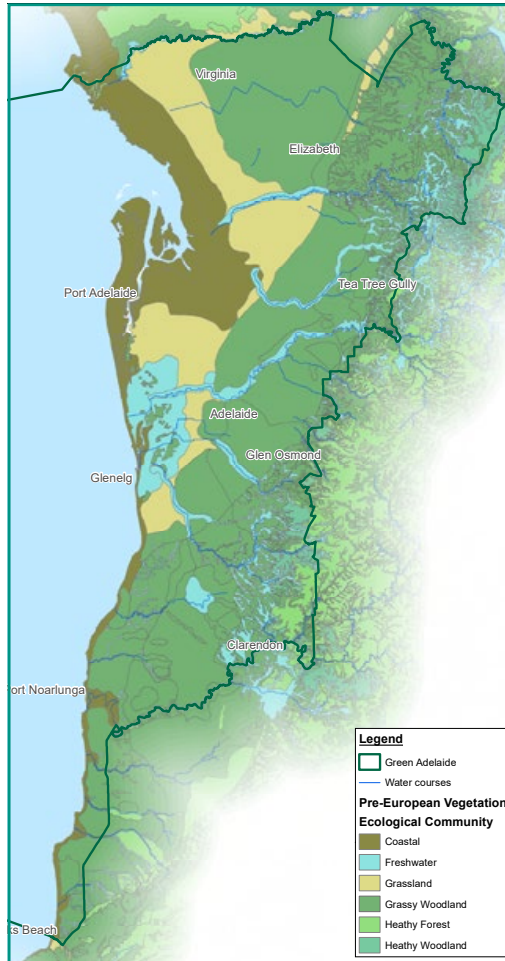 Virginia
Elizabeth
Tea Tree Gully
Port Adelaide
Adelaide
Glen Osmond
Glenelg
Clarendon
ort Noarlunga
ks Beach
Legend
Green Adelaide
Water courses
Pre-European Vegetation
Ecological Community
Coastal
Freshwater
Grassland
Grassy Woodland
Heathy Forest
Heathy Woodland